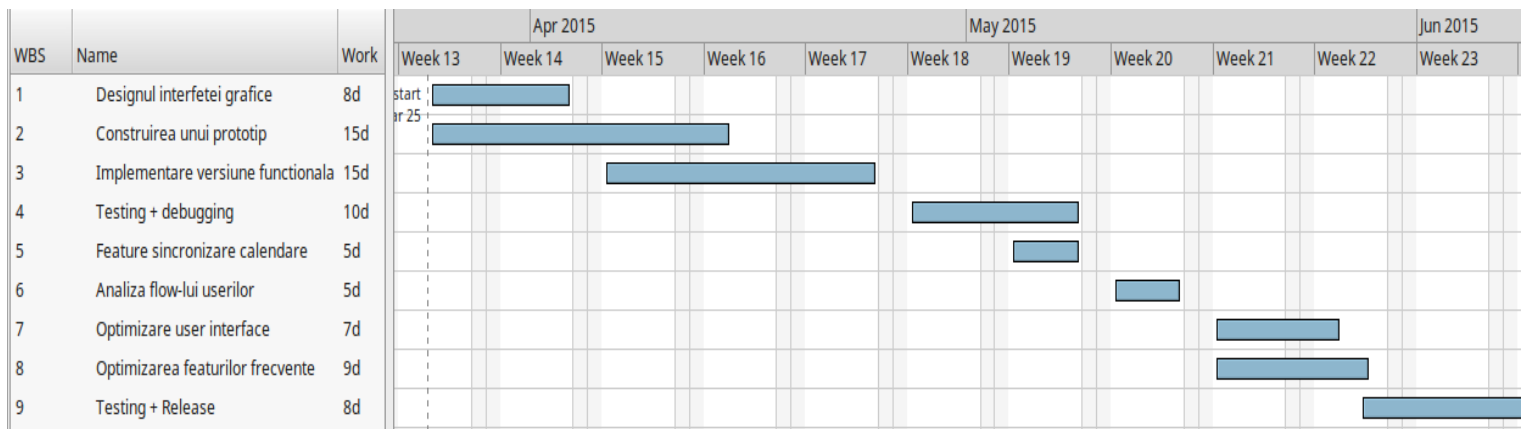 Apr 2015 May 2015 Jun 2015
WBS Name Work Week 13 Week 14 Week 15 Week 16 Week 17 Week 18 Week 19 Week 20 Week 21 Week 22 Week 23
1 Designul interfetei grafice 8d start
ar 25
2 Construirea unui prototip 15d
3 Implementare versiune functionala 15d
4 Testing + debugging 10d
5 Feature sincronizare calendare 5d
6 Analiza flow-lui userilor 5d
7 Optimizare user interface 7d
8 Optimizarea featurilor frecvente 9d
9 Testing + Release 8d